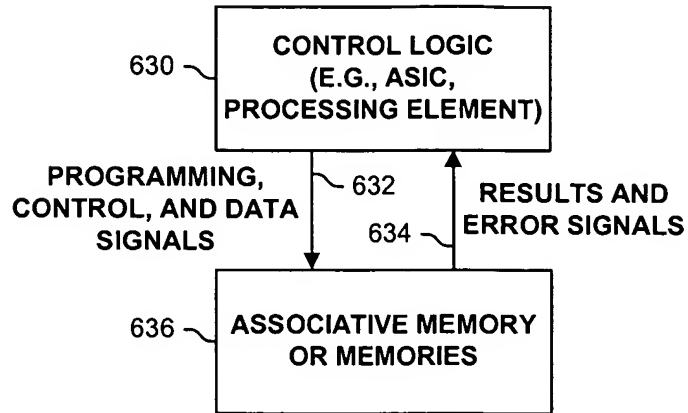 CONTROL LOGIC
(E.G., ASIC,
PROCESSING ELEMENT)
630
PROGRAMMING,
CONTROL, AND DATA
SIGNALS
632
634
RESULTS AND
ERROR SIGNALS
636
ASSOCIATIVE MEMORY
OR MEMORIES